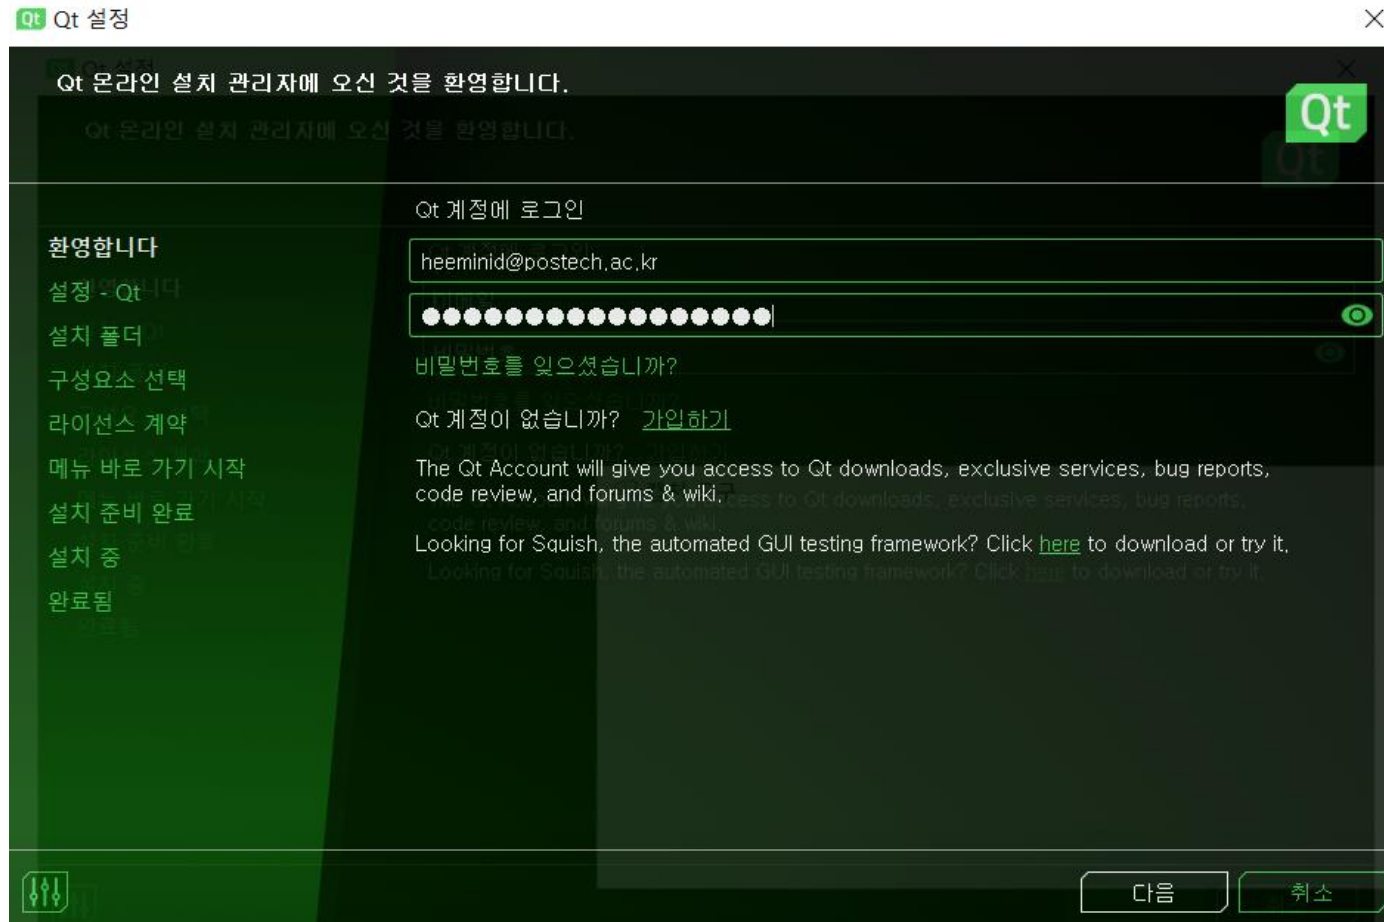 Qt Qt 설정
Qt 온라인 설치 관리자에 오신 것을 환영합니다.
Qt
환영합니다
설정 - Qt
설치 폴더
구성요소 선택
라이선스 계약
메뉴 바로 가기 시작
설치 준비 완료
설치 중
완료됨
Qt 계정에 로그인
heeminid@postech.ac.kr
●●●●●●●●●●●●●●●●●
비밀번호를 잊으셨습니까?
Qt 계정이 없습니까? 가입하기
The Qt Account will give you access to Qt downloads, exclusive services, bug reports,
code review, and forums & wiki.
Looking for Squish, the automated GUI testing framework? Click here to download or try it.
다음
취소